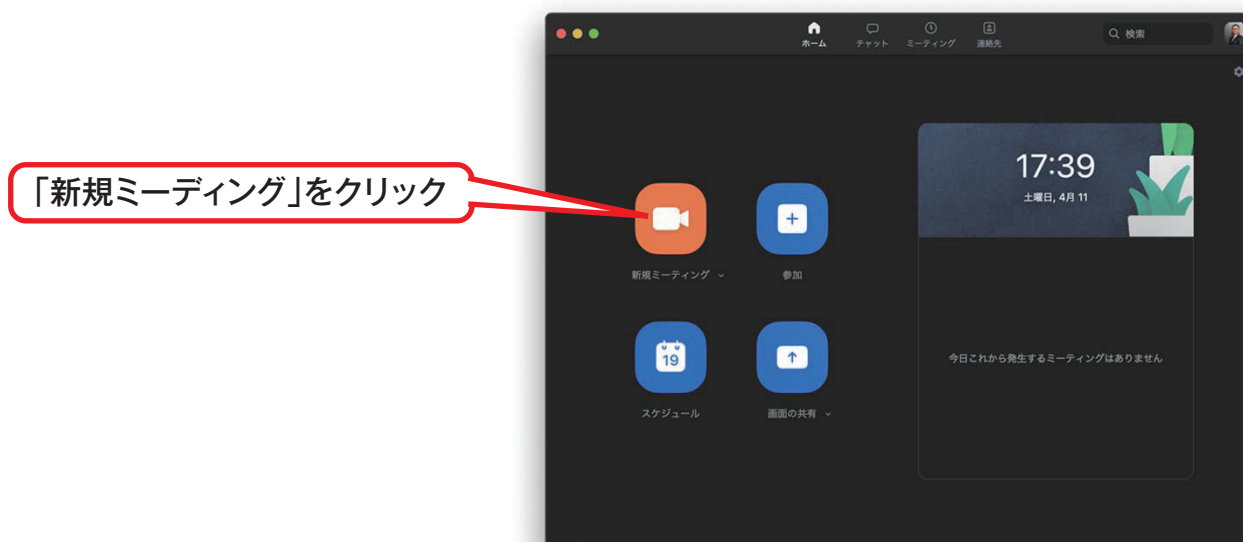 ホーム
チャット
ミーティング
連絡先
検索
「新規ミーディング」をクリック
17:39
土曜日, 4月 11
新規ミーティング
参加
19
スケジュール
画面の共有
今日これから発生するミーティングはありません